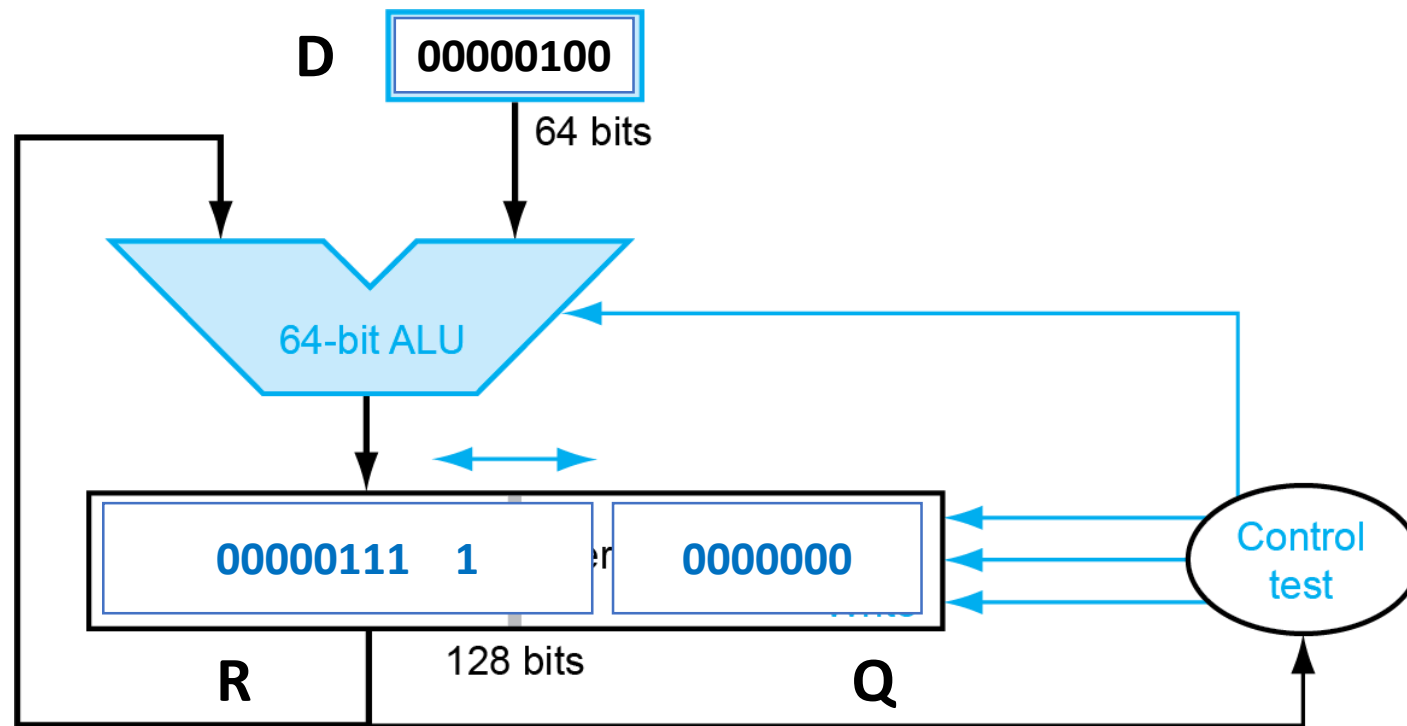 D 00000100
64 bits
64-bit ALU
00000111 1 0000000
Control
test
128 bits
R Q